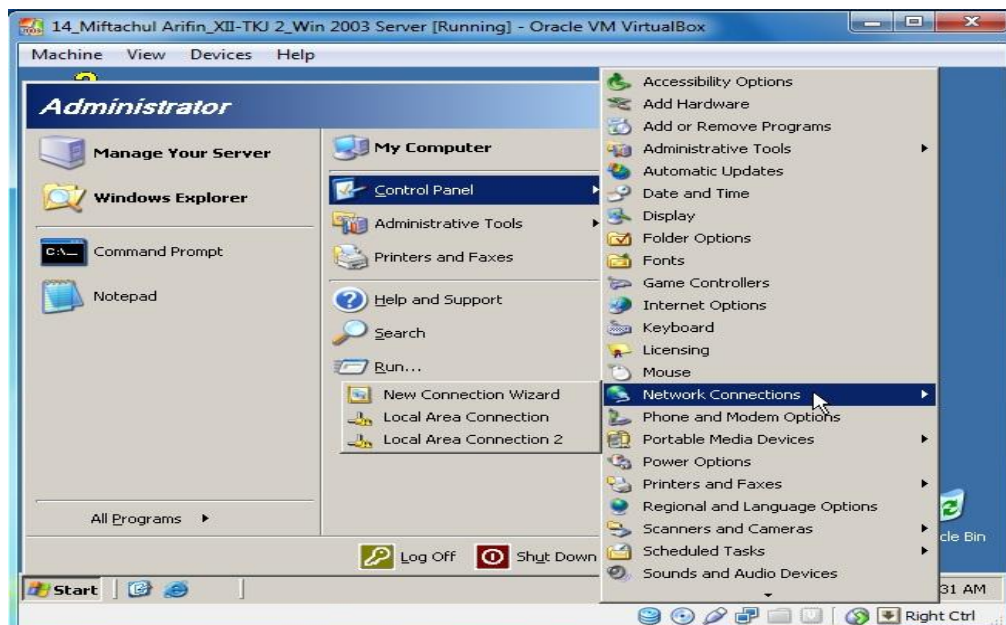 14_Miftachul Arifin_XII-TKJ 2_Win 2003 Server [Running] - Oracle VM VirtualBox
Machine View Devices Help
Administrator
Manage Your Server
Windows Explorer
Command Prompt
Notepad
All Programs
My Computer
Control Panel
Administrative Tools
Printers and Faxes
Help and Support
Search
Run...
New Connection Wizard
Local Area Connection
Local Area Connection 2
Accessibility Options
Add Hardware
Add or Remove Programs
Administrative Tools
Automatic Updates
Date and Time
Display
Folder Options
Fonts
Game Controllers
Internet Options
Keyboard
Licensing
Mouse
Network Connections
Phone and Modem Options
Portable Media Devices
Power Options
Printers and Faxes
Regional and Language Options
Scanners and Cameras
Scheduled Tasks
Sounds and Audio Devices
Log Off Shut Down
cle Bin
Start
31 AM
Right Ctrl